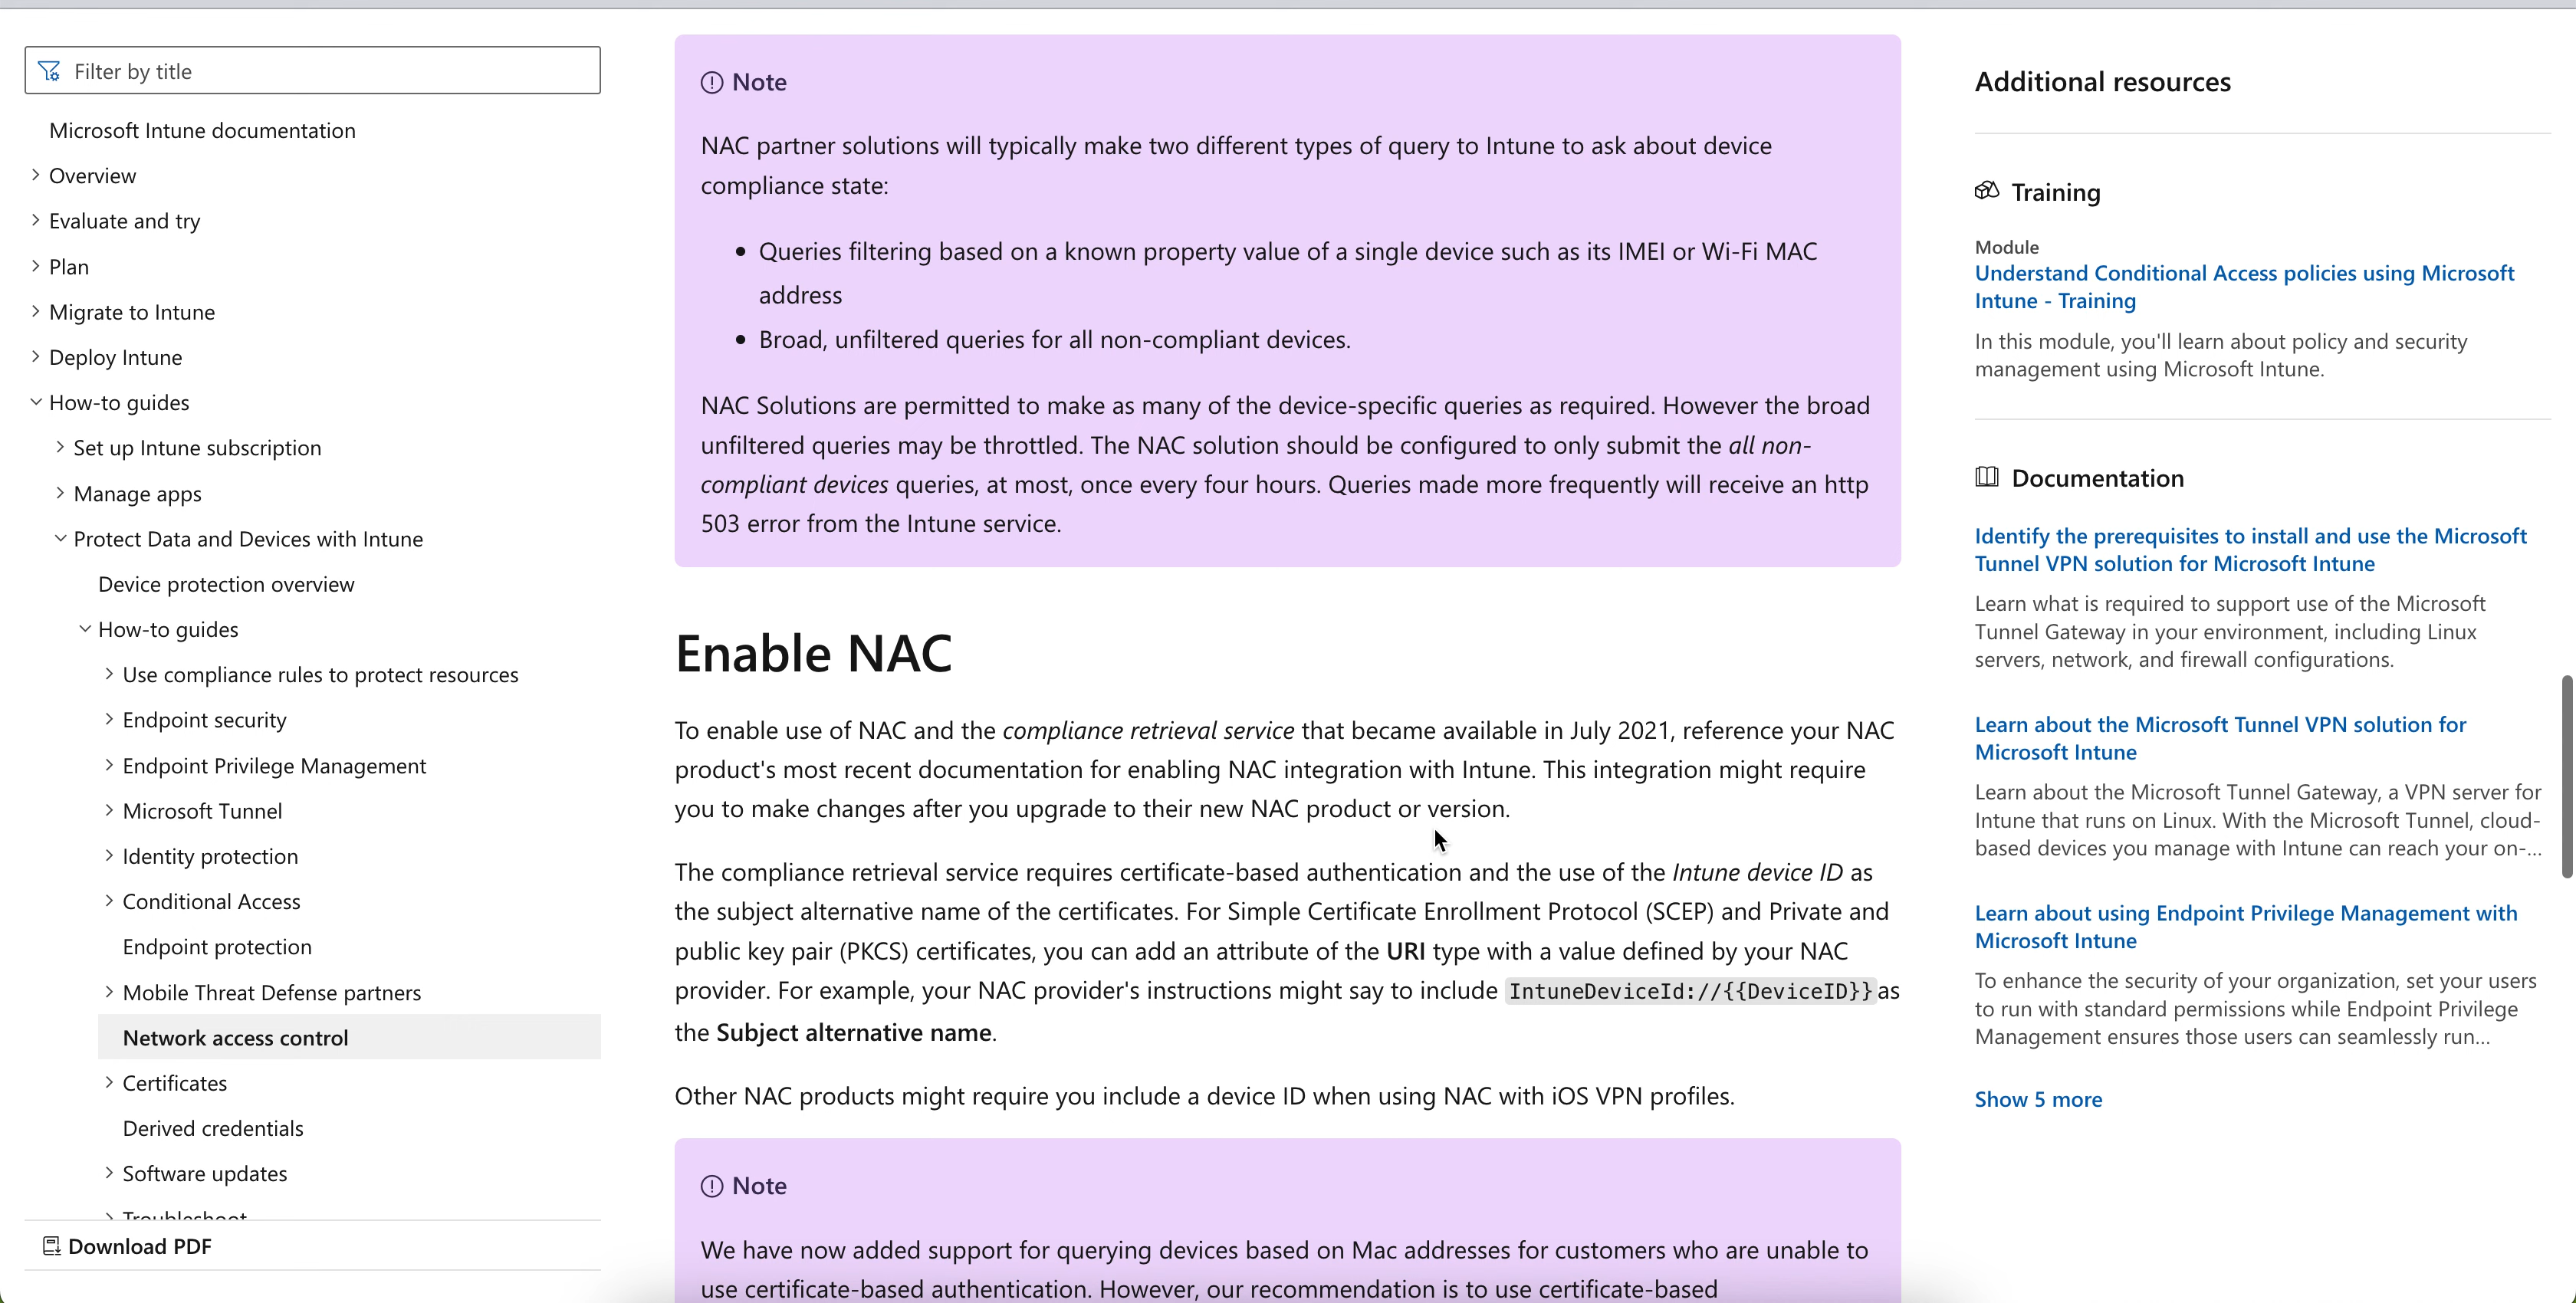 Filter by title
Microsoft Intune documentation
Overview
Evaluate and try
Plan
Migrate to Intune
Deploy Intune
How-to guides
Set up Intune subscription
Manage apps
Protect Data and Devices with Intune
Device protection overview
How-to guides
Use compliance rules to protect resources
Endpoint security
Endpoint Privilege Management
Microsoft Tunnel
Identity protection
Conditional Access
Endpoint protection
Mobile Threat Defense partners
Network access control
Certificates
Derived credentials
Software updates
Troubleshoot
Download PDF
Note
NAC partner solutions will typically make two different types of query to Intune to ask about device
compliance state:
• Queries filtering based on a known property value of a single device such as its IMEI or Wi-Fi MAC
address
• Broad, unfiltered queries for all non-compliant devices.
NAC Solutions are permitted to make as many of the device-specific queries as required. However the broad
unfiltered queries may be throttled. The NAC solution should be configured to only submit the all non-
compliant devices queries, at most, once every four hours. Queries made more frequently will receive an http
503 error from the Intune service.
Enable NAC
To enable use of NAC and the compliance retrieval service that became available in July 2021, reference your NAC
product's most recent documentation for enabling NAC integration with Intune. This integration might require
you to make changes after you upgrade to their new NAC product or version.
The compliance retrieval service requires certificate-based authentication and the use of the Intune device ID as
the subject alternative name of the certificates. For Simple Certificate Enrollment Protocol (SCEP) and Private and
public key pair (PKCS) certificates, you can add an attribute of the URI type with a value defined by your NAC
provider. For example, your NAC provider's instructions might say to include IntuneDeviceId://{{DeviceID}} as
the Subject alternative name.
Other NAC products might require you include a device ID when using NAC with iOS VPN profiles.
Note
We have now added support for querying devices based on Mac addresses for customers who are unable to
use certificate-based authentication. However, our recommendation is to use certificate-based
Additional resources
Training
Module
Understand Conditional Access policies using Microsoft
Intune - Training
In this module, you'll learn about policy and security
management using Microsoft Intune.
Documentation
Identify the prerequisites to install and use the Microsoft
Tunnel VPN solution for Microsoft Intune
Learn what is required to support use of the Microsoft
Tunnel Gateway in your environment, including Linux
servers, network, and firewall configurations.
Learn about the Microsoft Tunnel VPN solution for
Microsoft Intune
Learn about the Microsoft Tunnel Gateway, a VPN server for
Intune that runs on Linux. With the Microsoft Tunnel, cloud-
based devices you manage with Intune can reach your on-...
Learn about using Endpoint Privilege Management with
Microsoft Intune
To enhance the security of your organization, set your users
to run with standard permissions while Endpoint Privilege
Management ensures those users can seamlessly run...
Show 5 more